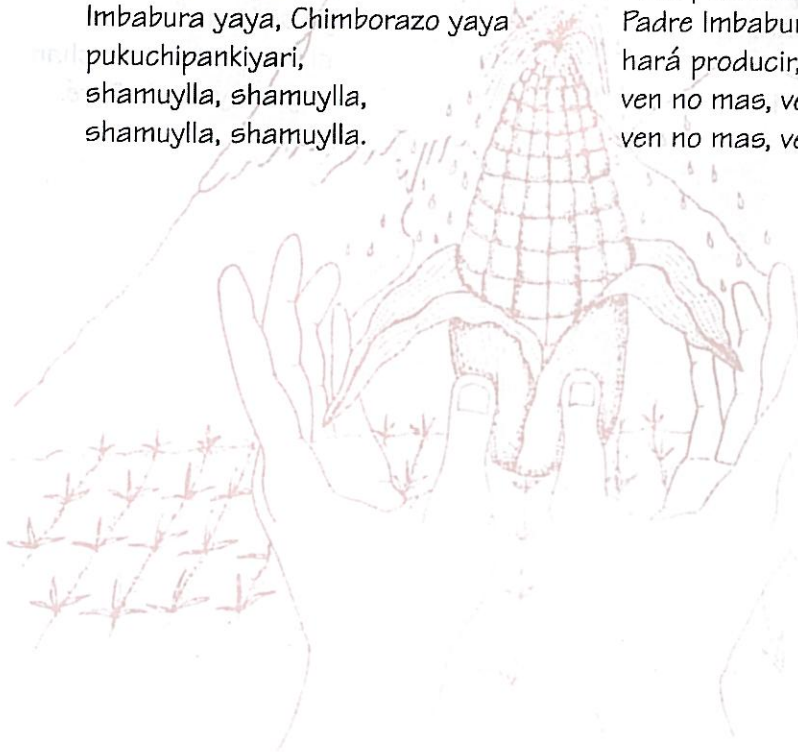 Imbabura yaya, Chimborazo yaya
pukuchipankiyari,
shamuylla, shamuylla,
shamuylla, shamuylla.
Padre Imbabur
hará producir,
ven no mas, v
ven no mas, v